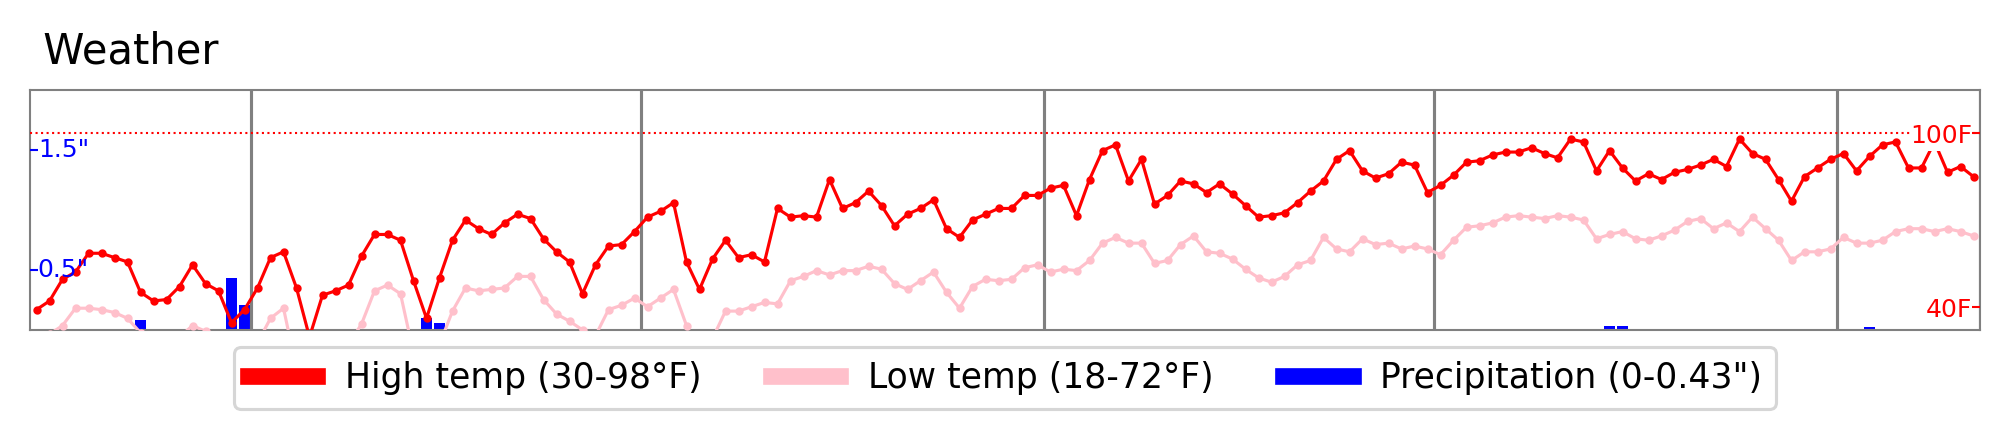 Weather
1.5"
100F
0.5"
40F
High temp (30-98°F) Low temp (18-72°F) Precipitation (0-0.43")